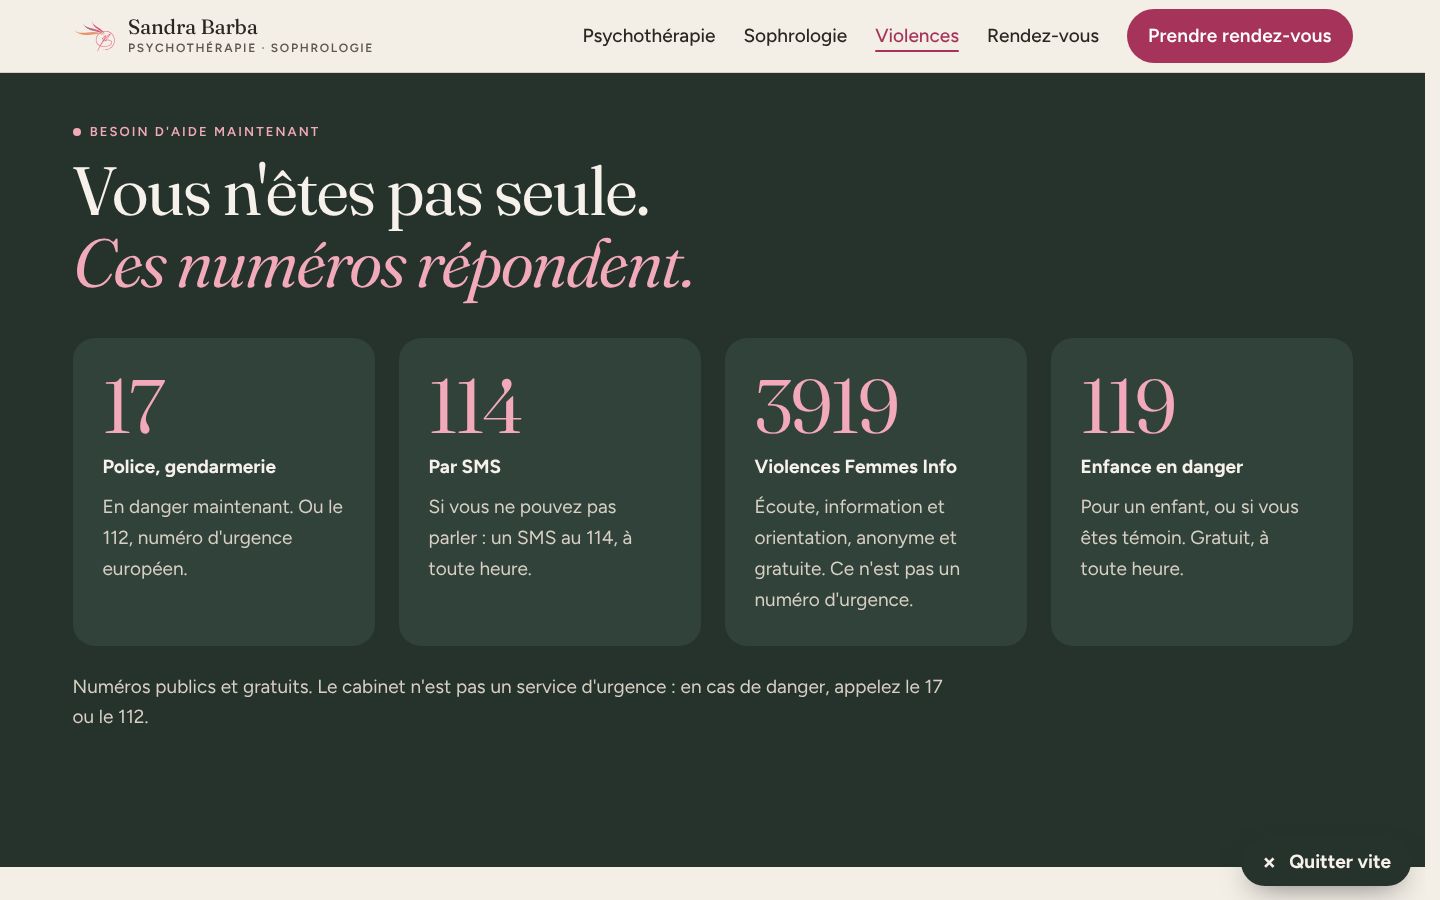 Sandra Barba
PSYCHOTHÉRAPIE · SOPHROLOGIE
Psychothérapie
Sophrologie
Violences
Rendez-vous
Prendre rendez-vous
BESOIN D'AIDE MAINTENANT
Vous n'êtes pas seule.
Ces numéros répondent.
17
Police, gendarmerie
En danger maintenant. Ou le
112, numéro d'urgence
européen.
114
Par SMS
Si vous ne pouvez pas
parler : un SMS au 114, à
toute heure.
3919
Violences Femmes Info
Écoute, information et
orientation, anonyme et
gratuite. Ce n'est pas un
numéro d'urgence.
119
Enfance en danger
Pour un enfant, ou si vous
êtes témoin. Gratuit, à
toute heure.
Numéros publics et gratuits. Le cabinet n'est pas un service d'urgence : en cas de danger, appelez le 17
ou le 112.
× Quitter vite